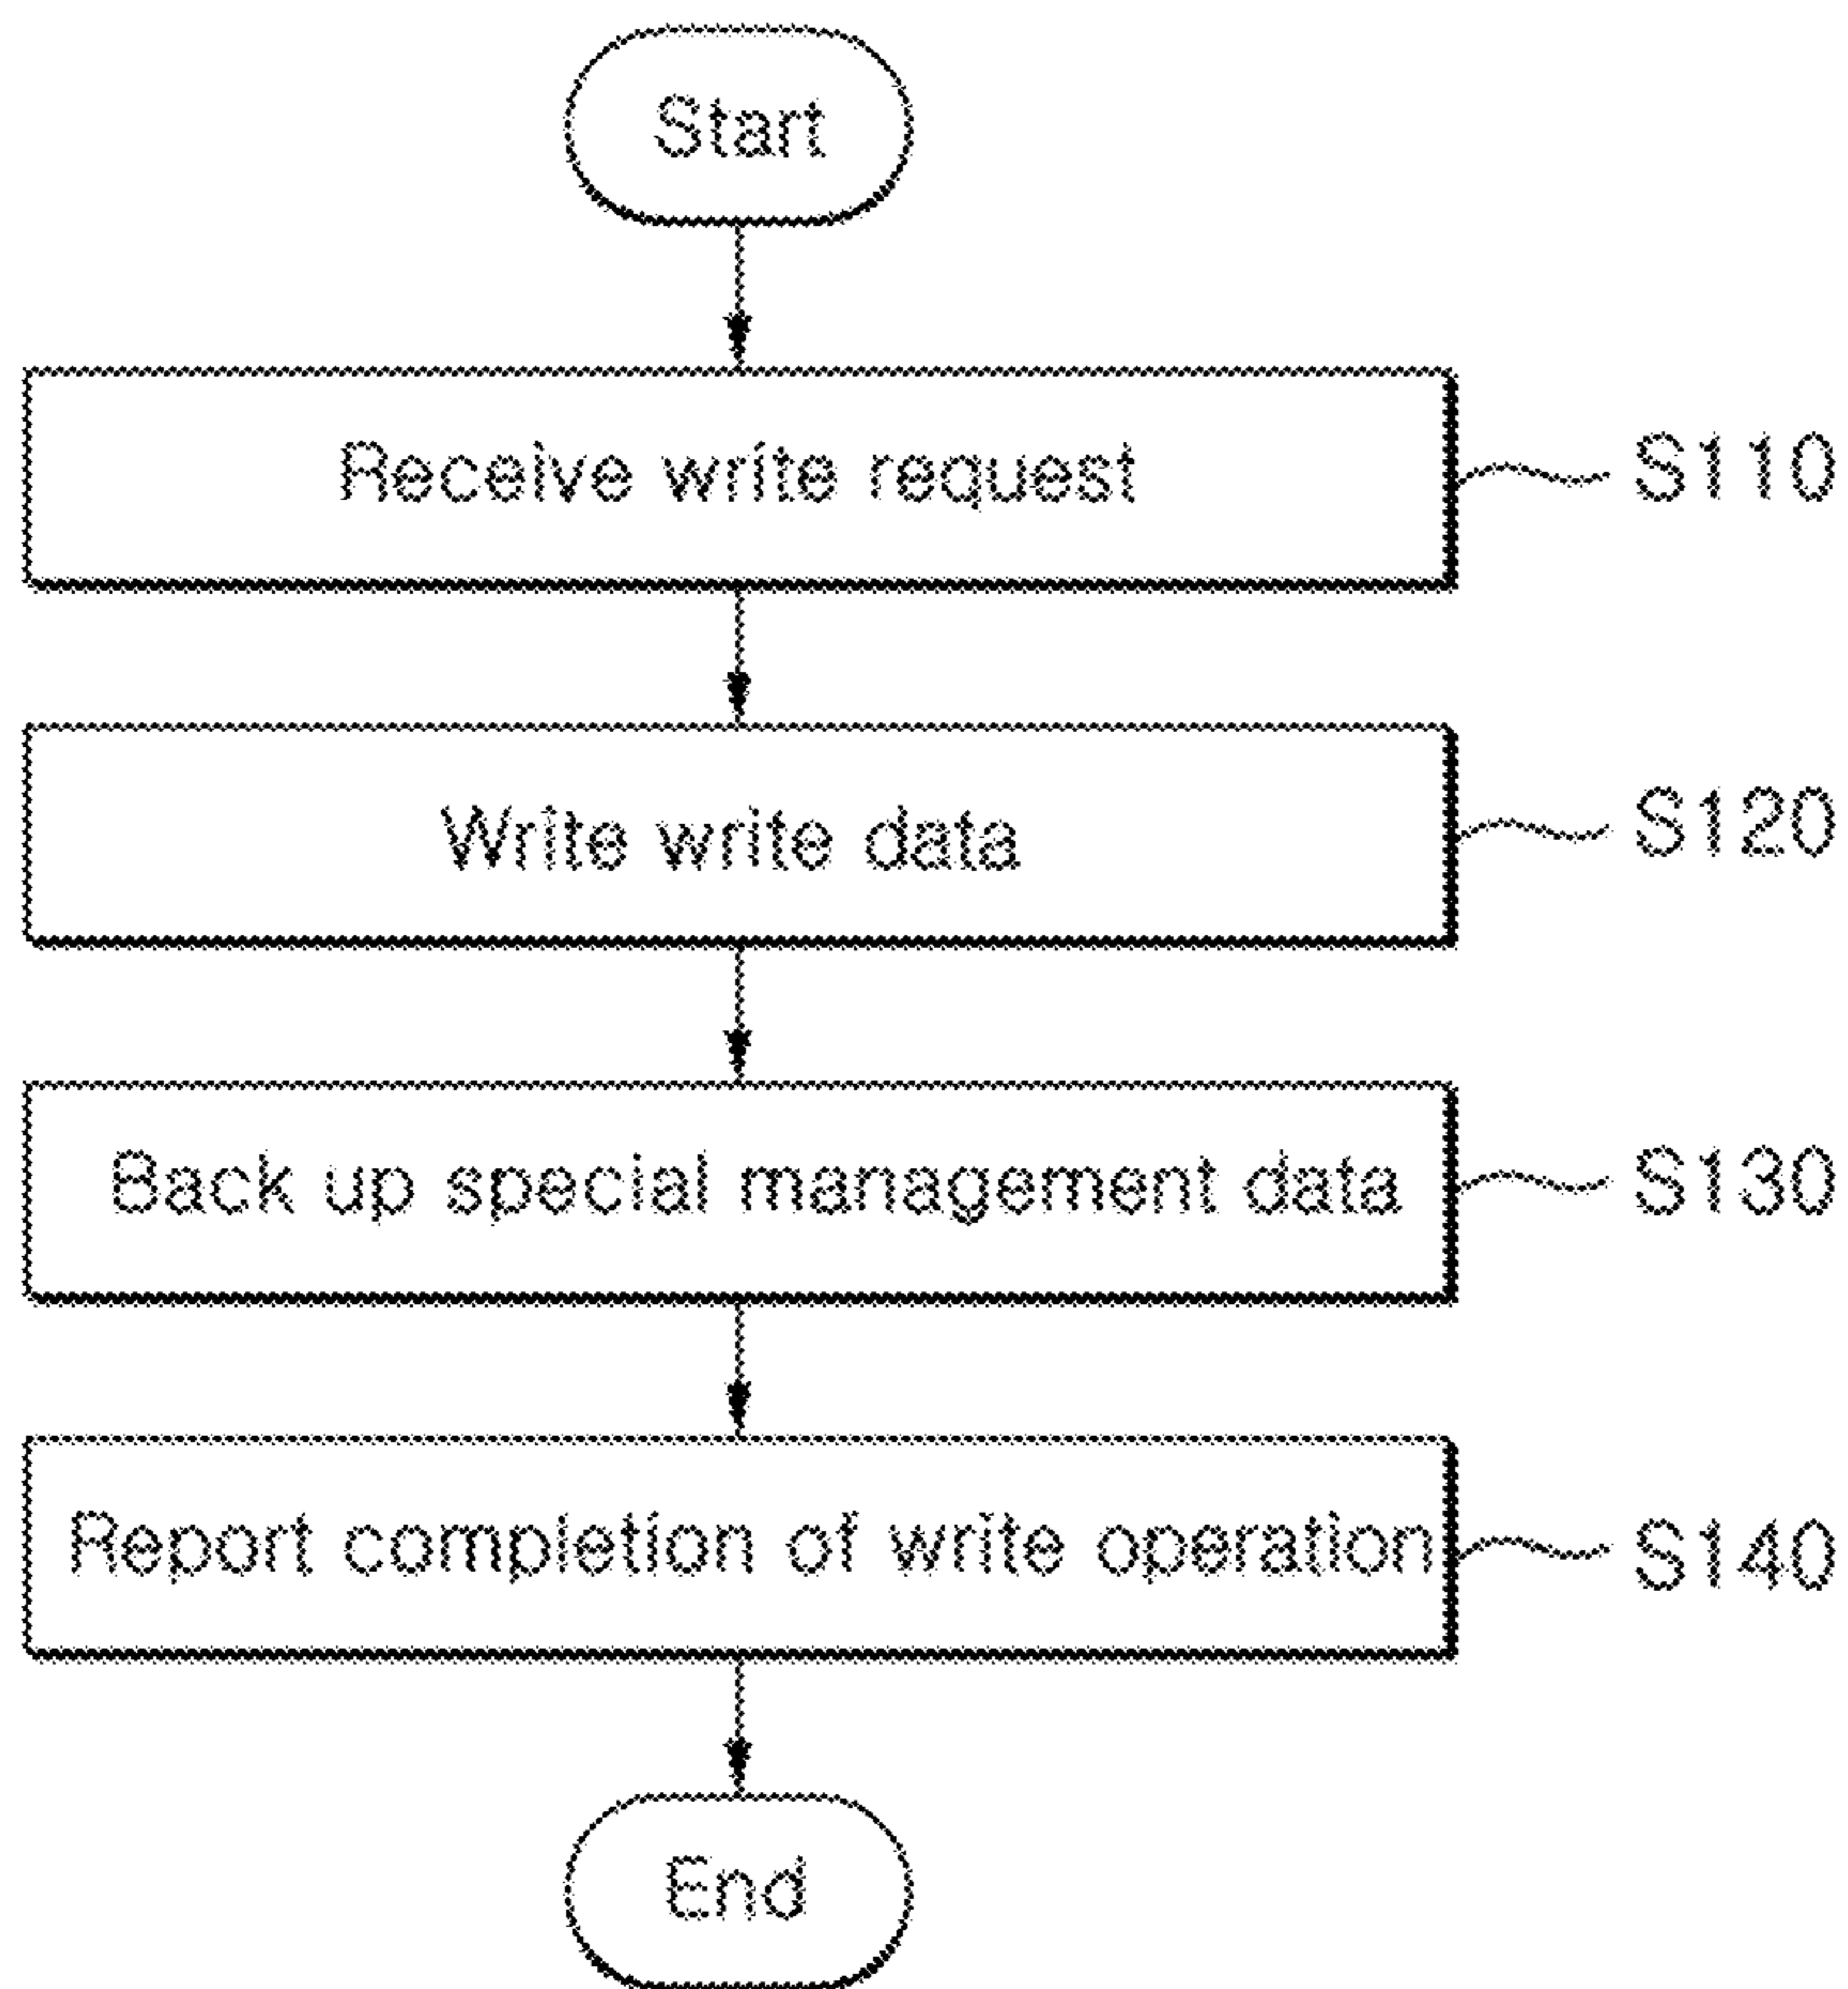 Start
Receive write request
S110
Write write data
S120
Back up special management data
S130
Report completion of write operation
S140
End